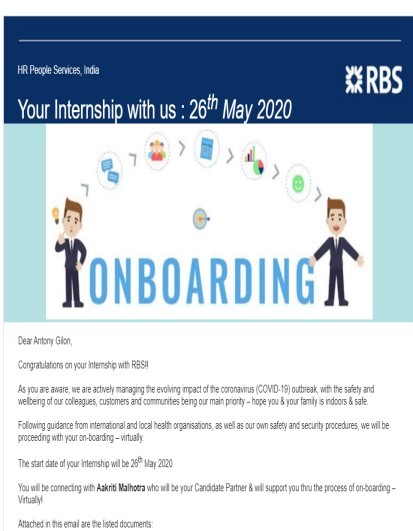 HR People Services, India
RBS
Your Internship with us : 26th May 2020
ONBOARDING
Dear Antony Gilon,
Congratulations on your Internship with RBS!!
As you are aware, we are actively managing the evolving impact of the coronavirus (COVID-19) outbreak, with the safety and
wellbeing of our colleagues, customers and communities being our main priority – hope you & your family is indoors & safe.
Following guidance from international and local health organisations, as well as our own safety and security procedures, we will be
proceeding with your on-boarding – virtually.
The start date of your Internship will be 26th May 2020
You will be connecting with Aakriti Malhotra who will be your Candidate Partner & will support you thru the process of on-boarding –
Virtually!
Attached in this email are the listed documents: